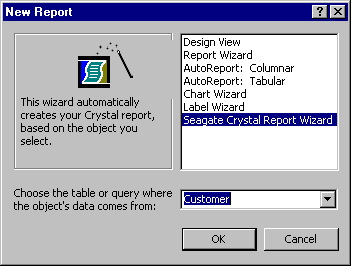 New Report
Design View
Report Wizard
AutoReport: Columnar
AutoReport: Tabular
Chart Wizard
Label Wizard
Seagate Crystal Report Wizard
This wizard automatically
creates your Crystal report,
based on the object you
select.
Choose the table or query where
the object's data comes from:
Customer
OK
Cancel